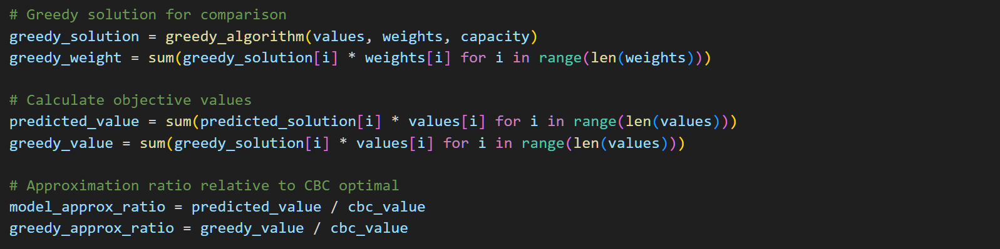 # Greedy solution for comparison
greedy_solution = greedy_algorithm(values, weights, capacity)
greedy_weight = sum(greedy_solution[i] * weights[i] for i in range(len(weights)))
# Calculate objective values
predicted_value = sum(predicted_solution[i] * values[i] for i in range(len(values)))
greedy_value = sum(greedy_solution[i] * values[i] for i in range(len(values)))
# Approximation ratio relative to CBC optimal
model_approx_ratio = predicted_value / cbc_value
greedy_approx_ratio = greedy_value / cbc_value